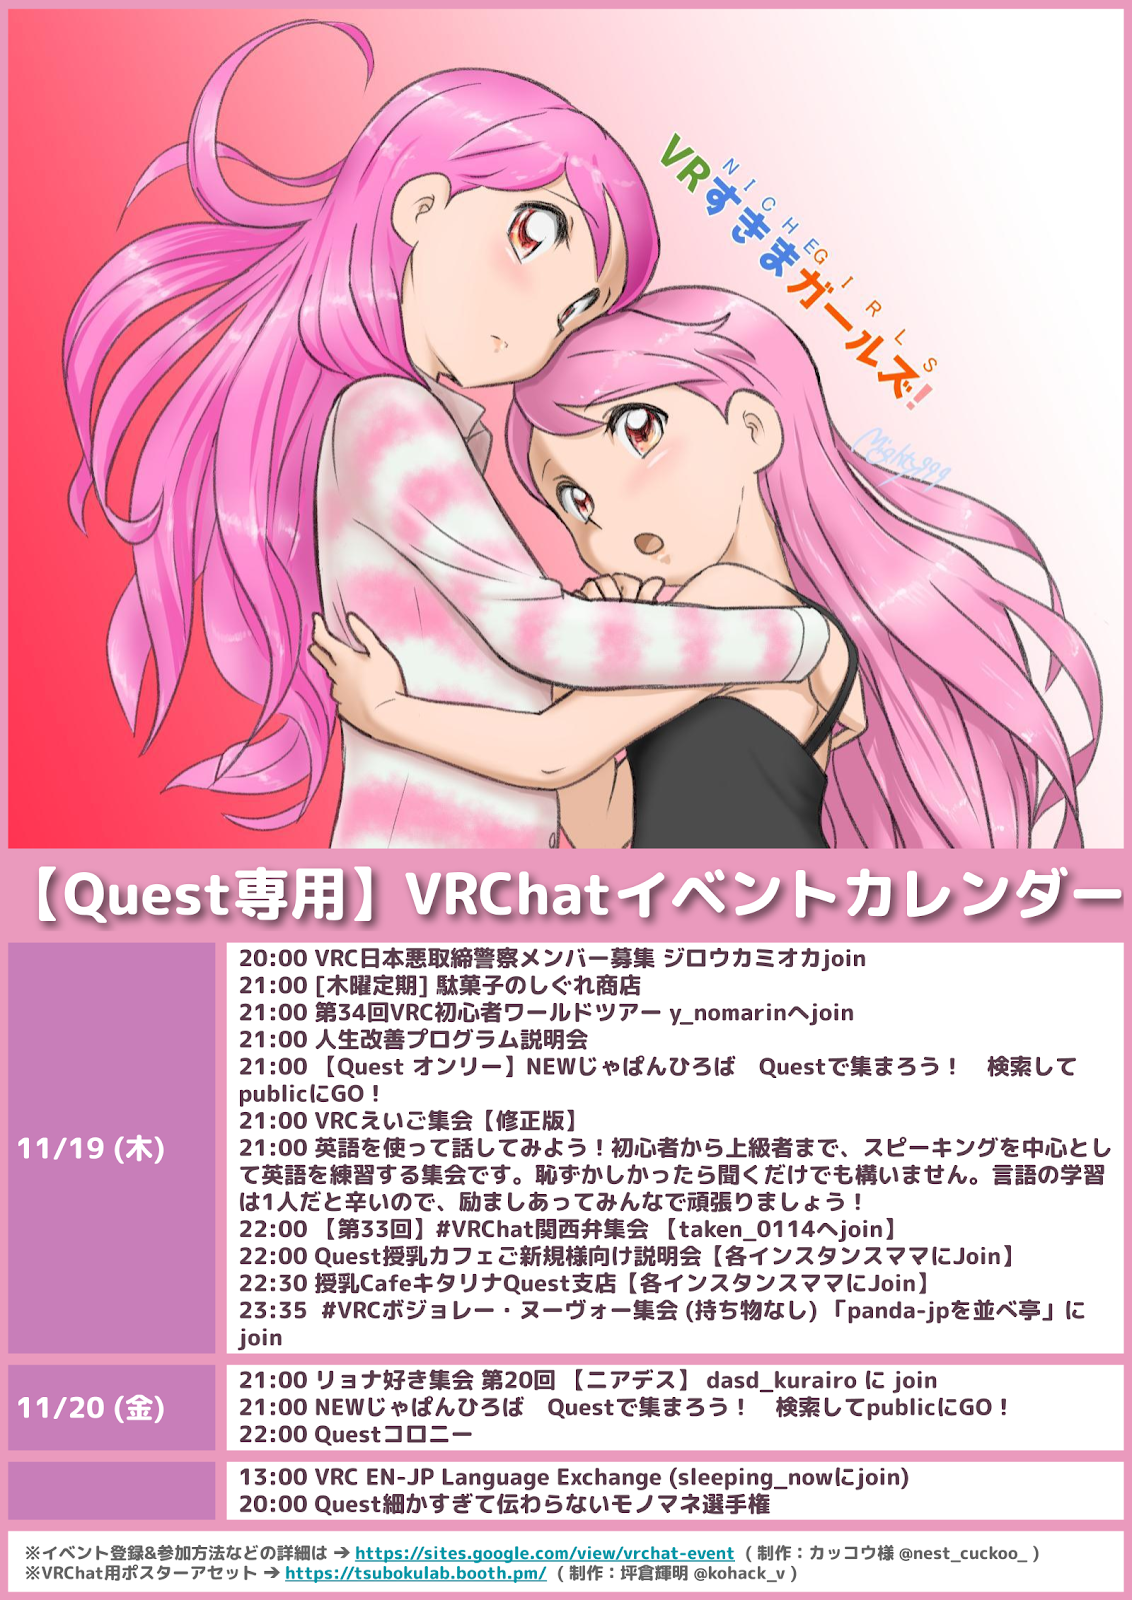 NICHE GIRLS
VRすきまガールズ!
Mighty999
【Quest専用】VRChatイベントカレンダー
11/19 (木)
20:00 VRC日本悪取締警察メンバー募集 ジロウカミオカjoin
21:00 [木曜定期] 駄菓子のしぐれ商店
21:00 第34回VRC初心者ワールドツアー y_nomarinへjoin
21:00 人生改善プログラム説明会
21:00 【Quest オンリー】NEWじゃぱんひろば　Questで集まろう！　検索して
publicにGO！
21:00 VRCえいご集会【修正版】
21:00 英語を使って話してみよう！初心者から上級者まで、スピーキングを中心とし
て英語を練習する集会です。恥ずかしかったら聞くだけでも構いません。言語の学習
は1人だと辛いので、励ましあってみんなで頑張りましょう！
22:00 【第33回】#VRChat関西弁集会 【taken_0114へjoin】
22:00 Quest授乳カフェご新規様向け説明会【各インスタンスママにJoin】
22:30 授乳CafeキタリナQuest支店【各インスタンスママにJoin】
23:35 #VRCボジョレー・ヌーヴォー集会 (持ち物なし) 「panda-jpを並べ亭」に
join
11/20 (金)
21:00 リョナ好き集会 第20回 【ニアデス】 dasd_kurairo に join
21:00 NEWじゃぱんひろば　Questで集まろう！　検索してpublicにGO！
22:00 Questコロニー
13:00 VRC EN-JP Language Exchange (sleeping_nowにjoin)
20:00 Quest細かすぎて伝わらないモノマネ選手権
※イベント登録&参加方法などの詳細は → https://sites.google.com/view/vrchat-event （ 制作：カッコウ様 @nest_cuckoo_ ）
※VRChat用ポスターアセット → https://tsubokulab.booth.pm/ （ 制作：坪倉輝明 @kohack_v ）